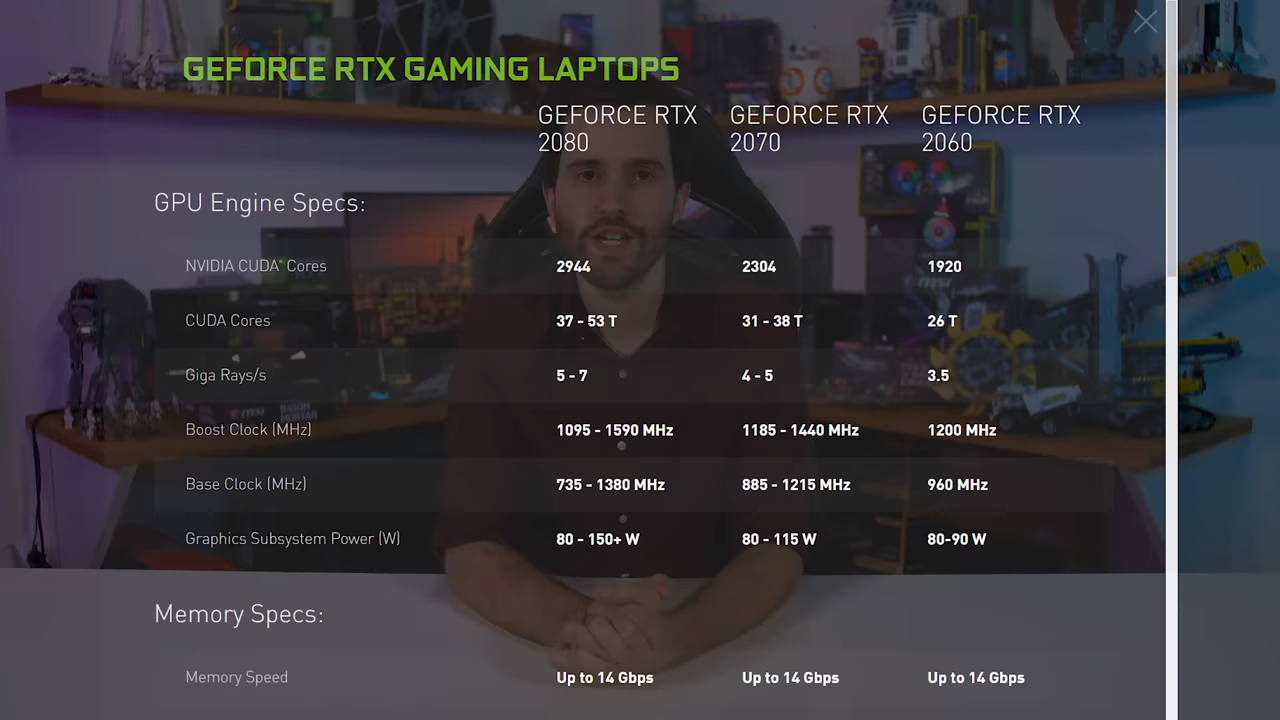 GEFORCE RTX GAMING LAPTOPS
GEFORCE RTX 2080 GEFORCE RTX 2070 GEFORCE RTX 2060
GPU Engine Specs:
NVIDIA CUDA® Cores 2944 2304 1920
CUDA Cores 37 - 53 T 31 - 38 T 26 T
Giga Rays/s 5 - 7 4 - 5 3.5
Boost Clock (MHz) 1095 - 1590 MHz 1185 - 1440 MHz 1200 MHz
Base Clock (MHz) 735 - 1380 MHz 885 - 1215 MHz 960 MHz
Graphics Subsystem Power (W) 80 - 150+ W 80 - 115 W 80-90 W
Memory Specs:
Memory Speed Up to 14 Gbps Up to 14 Gbps Up to 14 Gbps